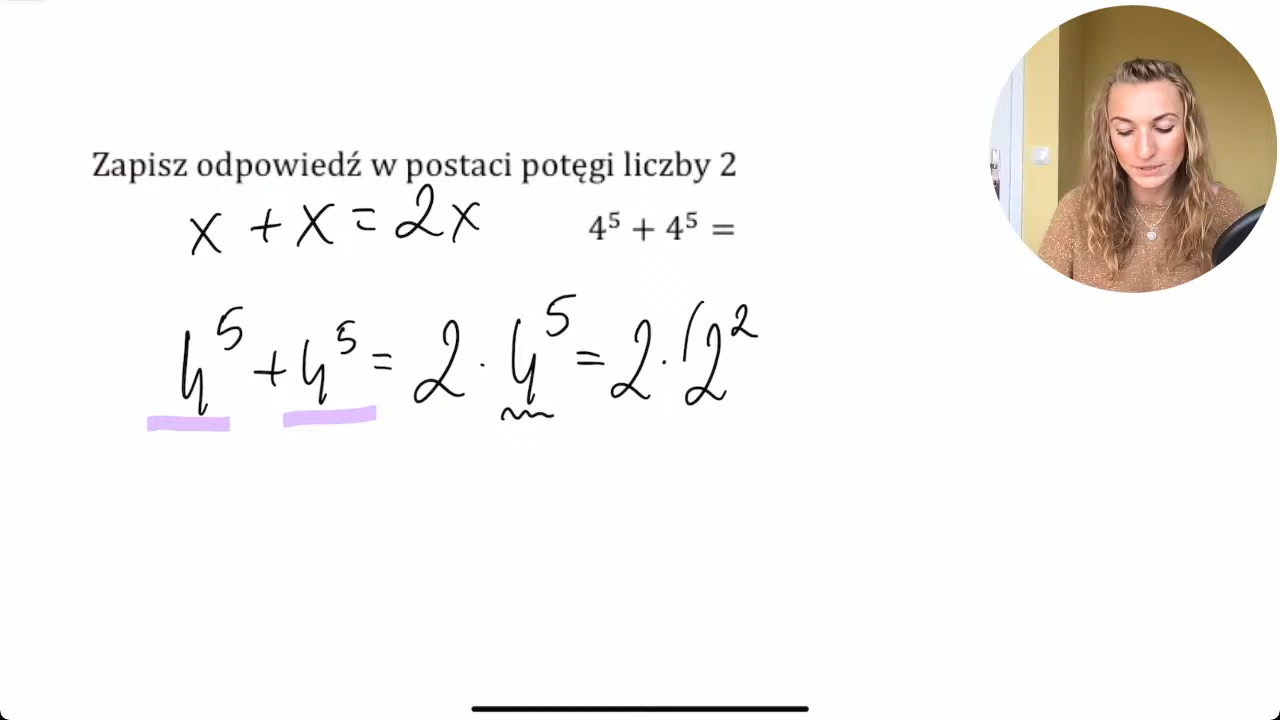 Zapisz odpowiedź w postaci potęgi liczby 2
x + x = 2x
4⁵ + 4⁵ =
4⁵ + 4⁵ = 2 · 4⁵ = 2 · (2²